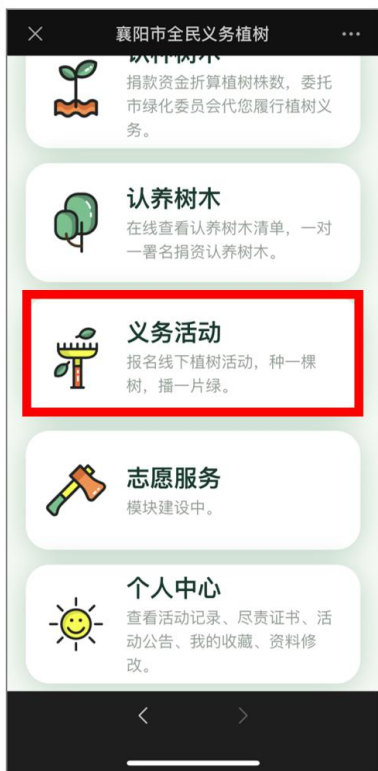 襄阳市全民义务植树
认种树木
捐款资金折算植树株数，委托
市绿化委员会代您履行植树义
务。
认养树木
在线查看认养树木清单，一对
一署名捐资认养树木。
义务活动
报名线下植树活动，种一棵
树，播一片绿。
志愿服务
模块建设中。
个人中心
查看活动记录、尽责证书、活
动公告、我的收藏、资料修
改。